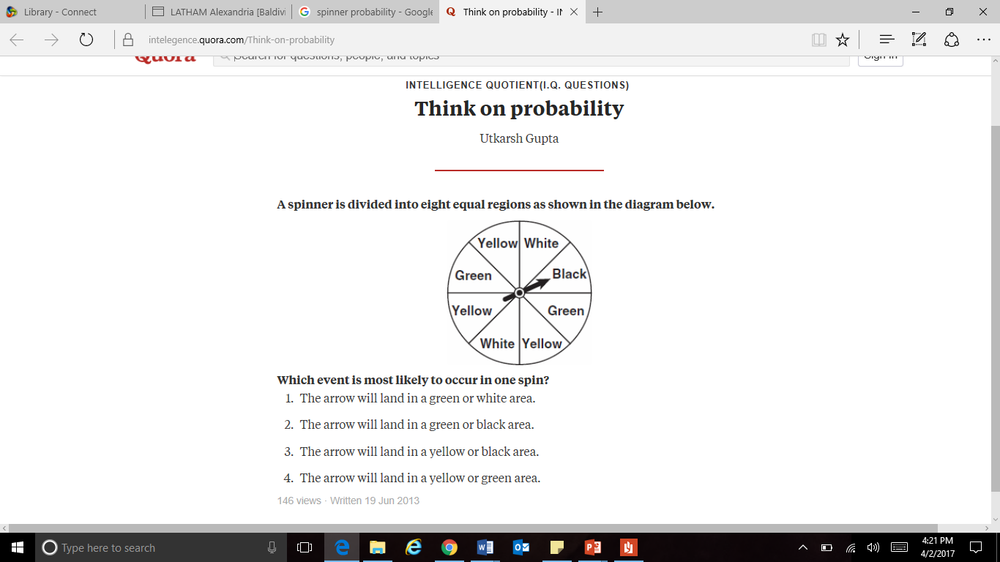 Library - Connect
LATHAM Alexandria [Baldivi
spinner probability - Google
Think on probability - IN
intelegence.quora.com/Think-on-probability
Quora
Search for questions, people, and topics
Sign In
INTELLIGENCE QUOTIENT(I.Q. QUESTIONS)
Think on probability
Utkarsh Gupta
A spinner is divided into eight equal regions as shown in the diagram below.
Yellow White
Green Black
Yellow Green
White Yellow
Which event is most likely to occur in one spin?
1. The arrow will land in a green or white area.
2. The arrow will land in a green or black area.
3. The arrow will land in a yellow or black area.
4. The arrow will land in a yellow or green area.
146 views · Written 19 Jun 2013
Type here to search
4:21 PM
4/2/2017